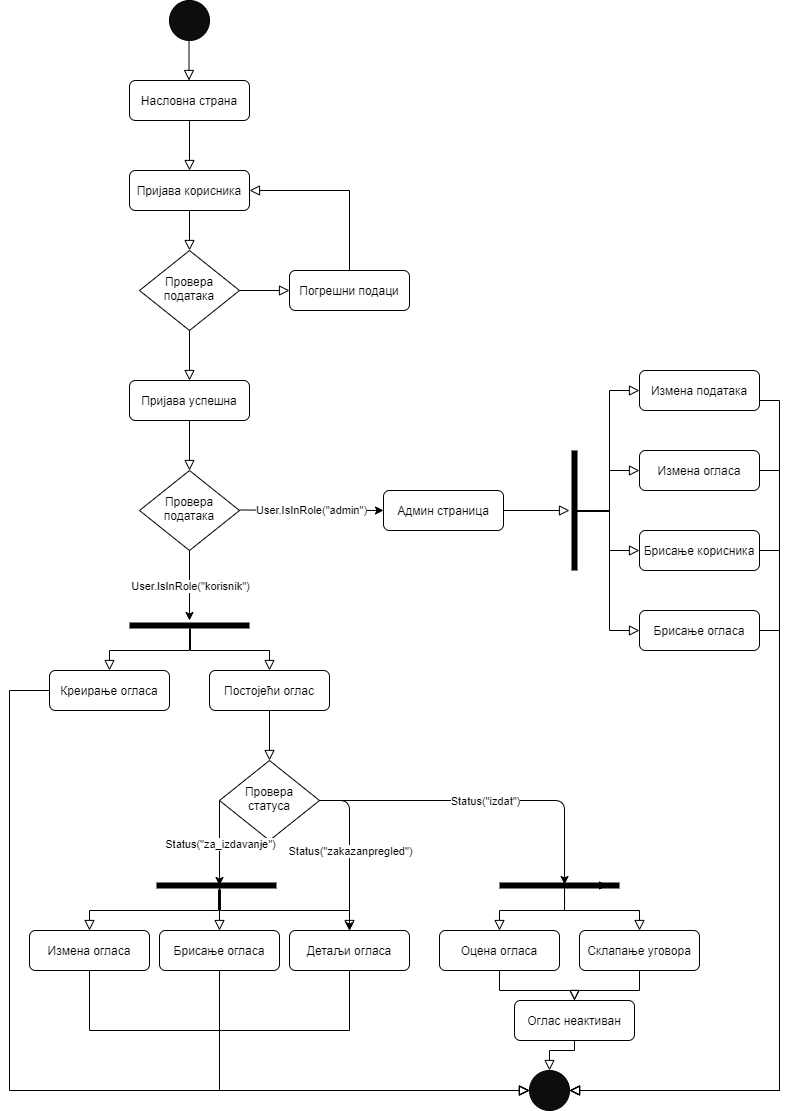 Насловна страна
Пријава корисника
Провера
података
Погрешни подаци
Пријава успешна
Провера
података
User.IsInRole("admin")
Админ страница
Измена података
Измена огласа
Брисање корисника
Брисање огласа
User.IsInRole("korisnik")
Креирање огласа
Постојећи оглас
Провера
статуса
Status("izdat")
Status("za_izdavanje")
Status("zakazanpregled")
Измена огласа
Брисање огласа
Детаљи огласа
Оцена огласа
Склапање уговора
Оглас неактиван